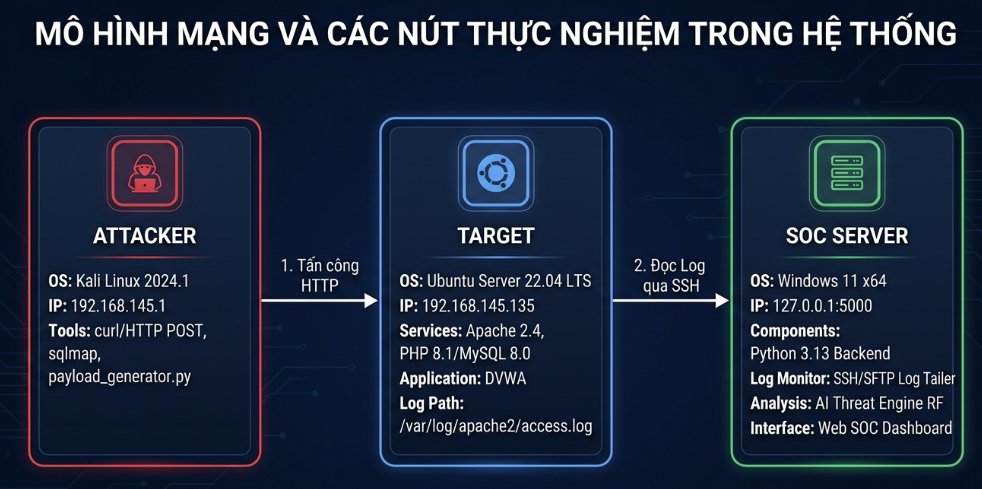 MÔ HÌNH MẠNG VÀ CÁC NÚT THỰC NGHIỆM TRONG HỆ THỐNG
ATTACKER
OS: Kali Linux 2024.1
IP: 192.168.145.1
Tools: curl/HTTP POST,
sqlmap,
payload_generator.py
1. Tấn công
HTTP
TARGET
OS: Ubuntu Server 22.04 LTS
IP: 192.168.145.135
Services: Apache 2.4,
PHP 8.1/MySQL 8.0
Application: DVWA
Log Path:
/var/log/apache2/access.log
2. Đọc Log
qua SSH
SOC SERVER
OS: Windows 11 x64
IP: 127.0.0.1:5000
Components:
Python 3.13 Backend
Log Monitor: SSH/SFTP Log Tailer
Analysis: AI Threat Engine RF
Interface: Web SOC Dashboard